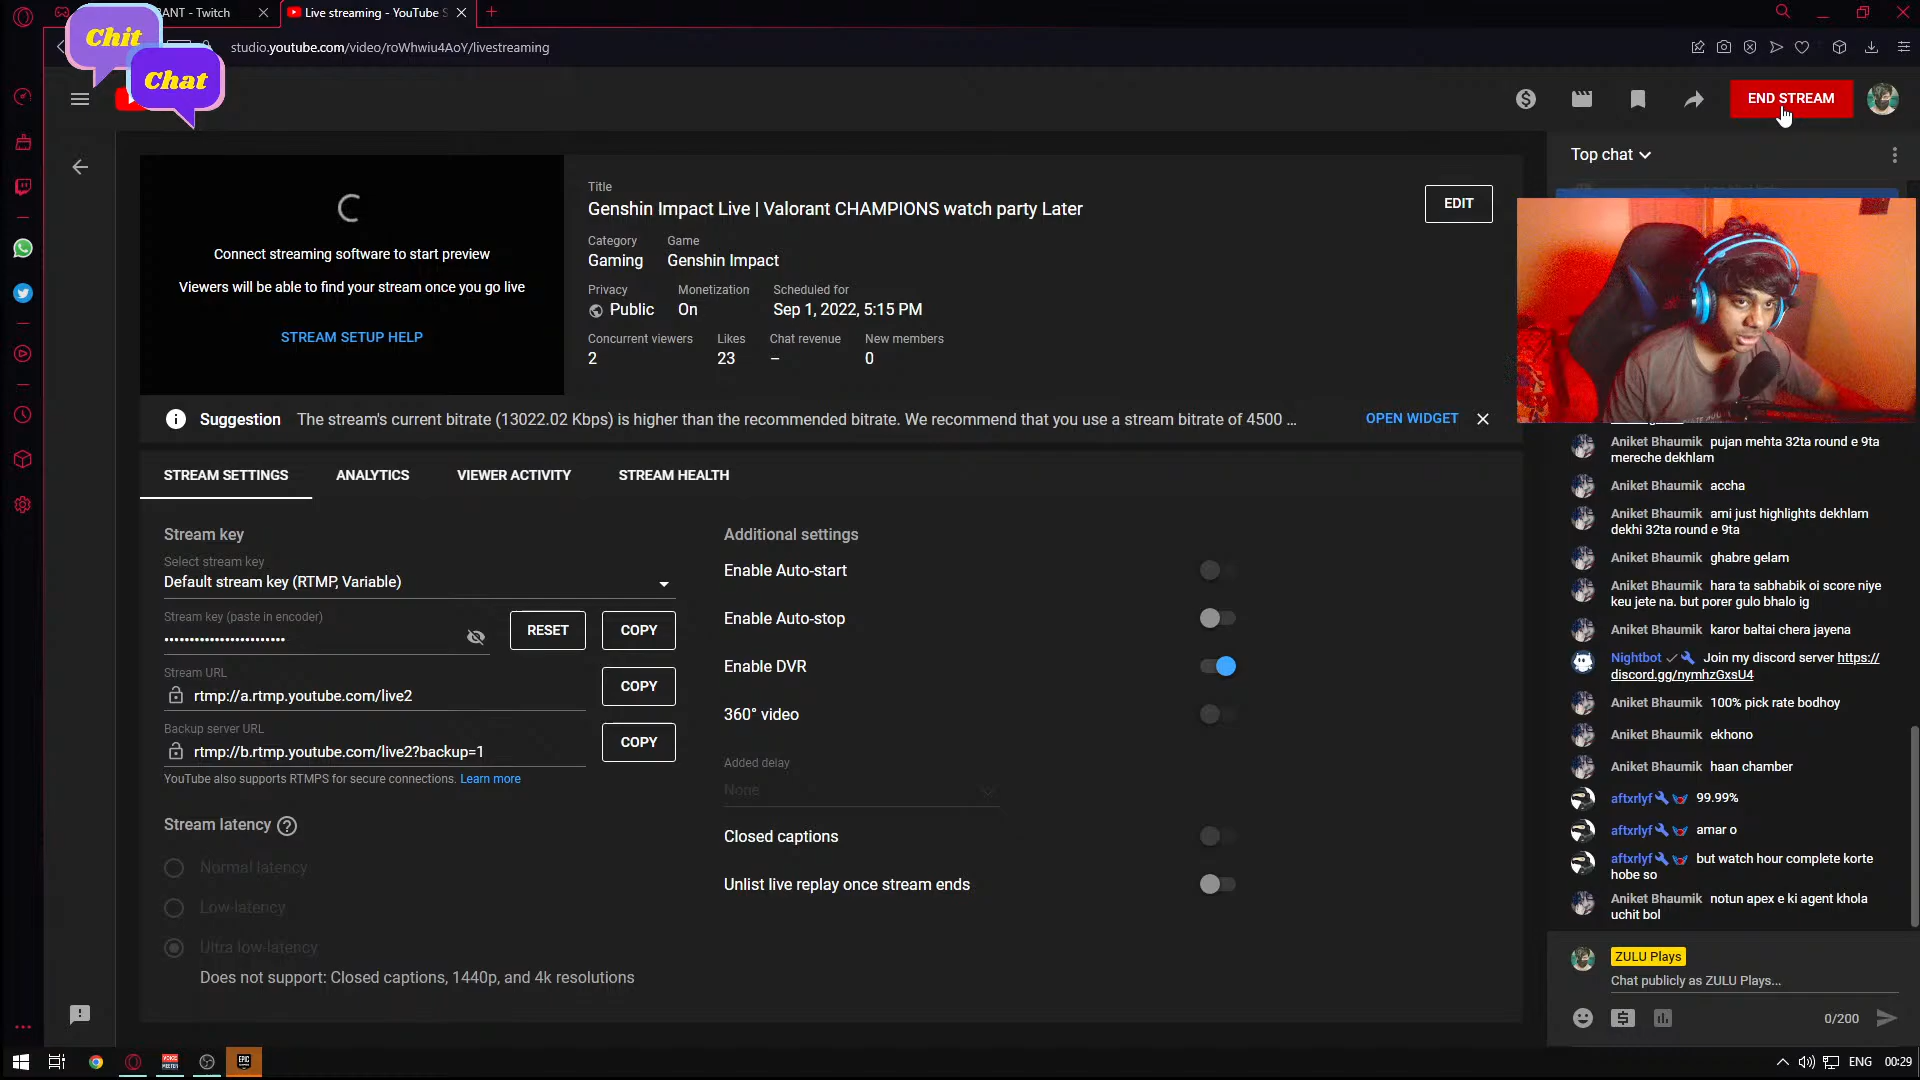 ANT - Twitch
Live streaming - YouTube S
Chit
Chat
studio.youtube.com/video/roWhwiu4AoY/livestreaming
END STREAM
Connect streaming software to start preview
Viewers will be able to find your stream once you go live
STREAM SETUP HELP
Title
Genshin Impact Live | Valorant CHAMPIONS watch party Later
EDIT
Category Game
Gaming Genshin Impact
Privacy Monetization Scheduled for
Public On Sep 1, 2022, 5:15 PM
Concurrent viewers Likes Chat revenue New members
2 23 – 0
Suggestion The stream's current bitrate (13022.02 Kbps) is higher than the recommended bitrate. We recommend that you use a stream bitrate of 4500 ...
OPEN WIDGET
STREAM SETTINGS ANALYTICS VIEWER ACTIVITY STREAM HEALTH
Stream key
Select stream key
Default stream key (RTMP, Variable)
Stream key (paste in encoder)
••••••••••••••••••••••••
RESET COPY
Stream URL
rtmp://a.rtmp.youtube.com/live2
COPY
Backup server URL
rtmp://b.rtmp.youtube.com/live2?backup=1
COPY
YouTube also supports RTMPS for secure connections. Learn more
Stream latency
Normal latency
Low-latency
Ultra low-latency
Does not support: Closed captions, 1440p, and 4k resolutions
Additional settings
Enable Auto-start
Enable Auto-stop
Enable DVR
360° video
Added delay
None
Closed captions
Unlist live replay once stream ends
Top chat
Aniket Bhaumik pujan mehta 32ta round e 9ta
mereche dekhlam
Aniket Bhaumik accha
Aniket Bhaumik ami just highlights dekhlam
dekhi 32ta round e 9ta
Aniket Bhaumik ghabre gelam
Aniket Bhaumik hara ta sabhabik oi score niye
keu jete na. but porer gulo bhalo ig
Aniket Bhaumik karor baltai chera jayena
Nightbot Join my discord server https://
discord.gg/nymhzGxsU4
Aniket Bhaumik 100% pick rate bodhoy
Aniket Bhaumik ekhono
Aniket Bhaumik haan chamber
aftxrlyf 99.99%
aftxrlyf amar o
aftxrlyf but watch hour complete korte
hobe so
Aniket Bhaumik notun apex e ki agent khola
uchit bol
ZULU Plays
Chat publicly as ZULU Plays...
0/200
VOICE
MEETER
EPIC
ENG 00:29